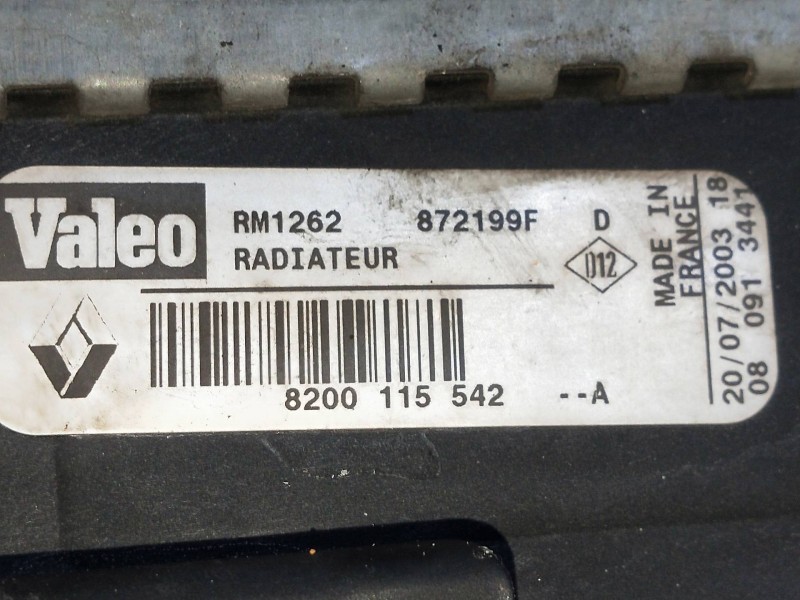 Valeo
RM1262 872199F D
RADIATEUR
D12
8200 115 542 --A
MADE IN
FRANCE
20/07/2003 18
08 091 3441